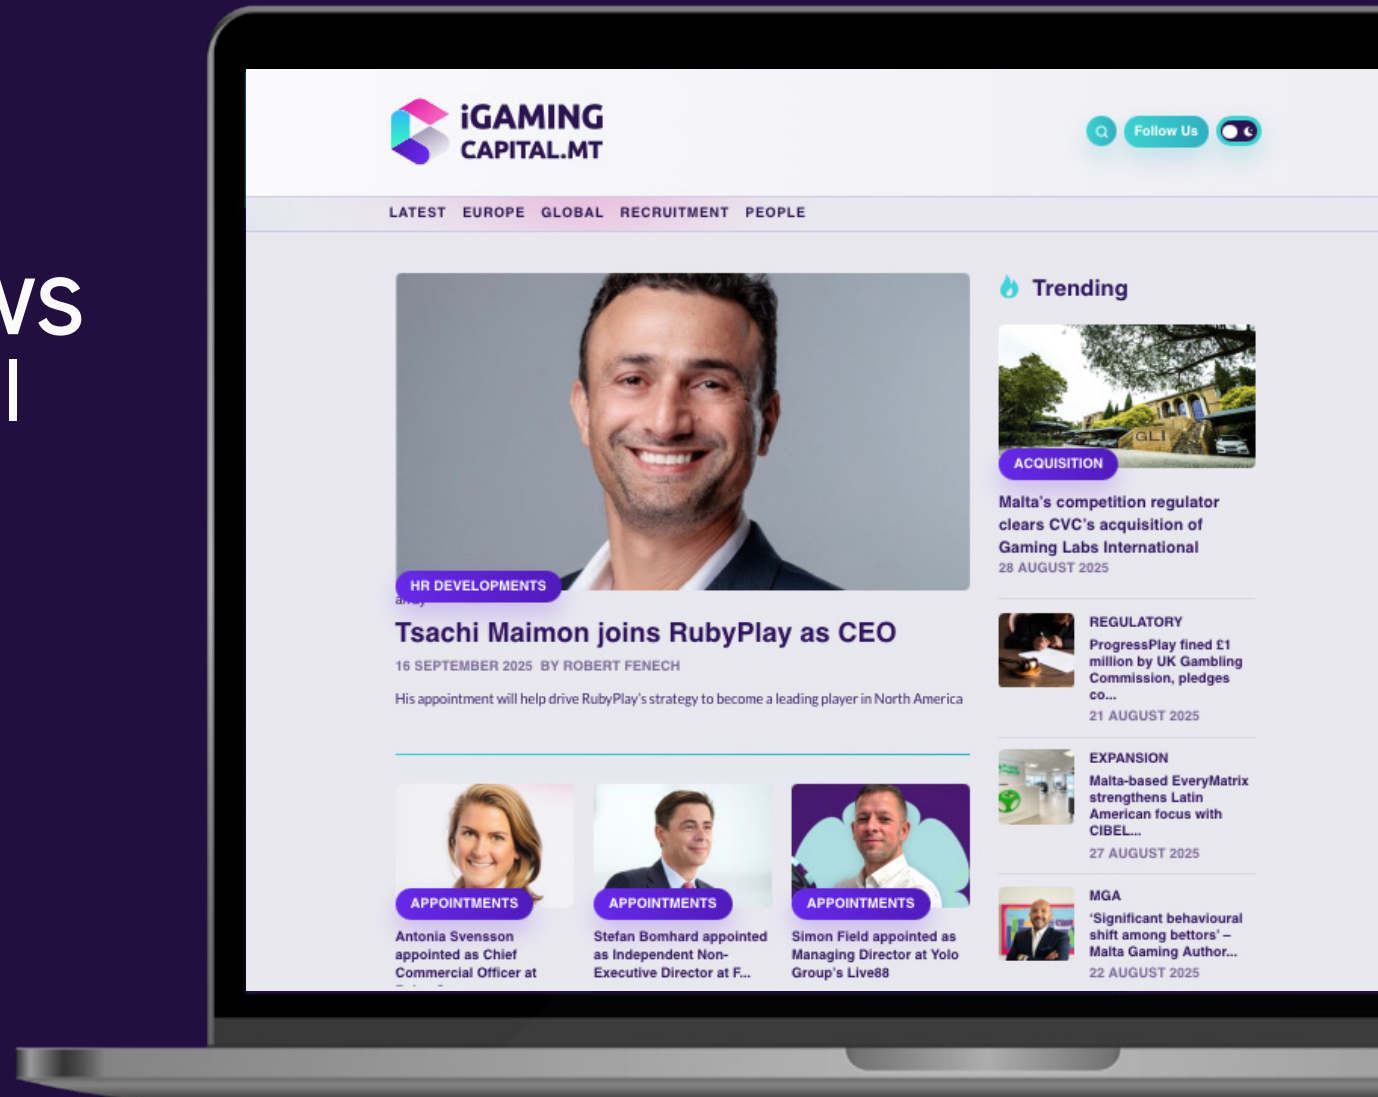 WS
iGAMING
CAPITAL.MT
Follow Us
LATEST EUROPE GLOBAL RECRUITMENT PEOPLE
HR DEVELOPMENTS
Tsachi Maimon joins RubyPlay as CEO
16 SEPTEMBER 2025 BY ROBERT FENECH
His appointment will help drive RubyPlay's strategy to become a leading player in North America
APPOINTMENTS
Antonia Svensson
appointed as Chief
Commercial Officer at
APPOINTMENTS
Stefan Bomhard appointed
as Independent Non-
Executive Director at F...
APPOINTMENTS
Simon Field appointed as
Managing Director at Yolo
Group's Live88
Trending
GLI
ACQUISITION
Malta's competition regulator
clears CVC's acquisition of
Gaming Labs International
28 AUGUST 2025
REGULATORY
ProgressPlay fined £1
million by UK Gambling
Commission, pledges
co...
21 AUGUST 2025
EXPANSION
Malta-based EveryMatrix
strengthens Latin
American focus with
CIBEL...
27 AUGUST 2025
MGA
‘Significant behavioural
shift among bettors’ –
Malta Gaming Author...
22 AUGUST 2025